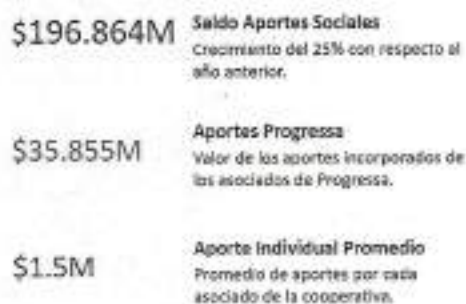 $196.864M
Saldo Aportes Sociales
Crecimiento del 25% con respecto al
año anterior.
$35.855M
Aportes Progressa
Valor de los aportes incorporados de
los asociados de Progressa.
$1.5M
Aporte Individual Promedio
Promedio de aportes por cada
asociado de la cooperativa.